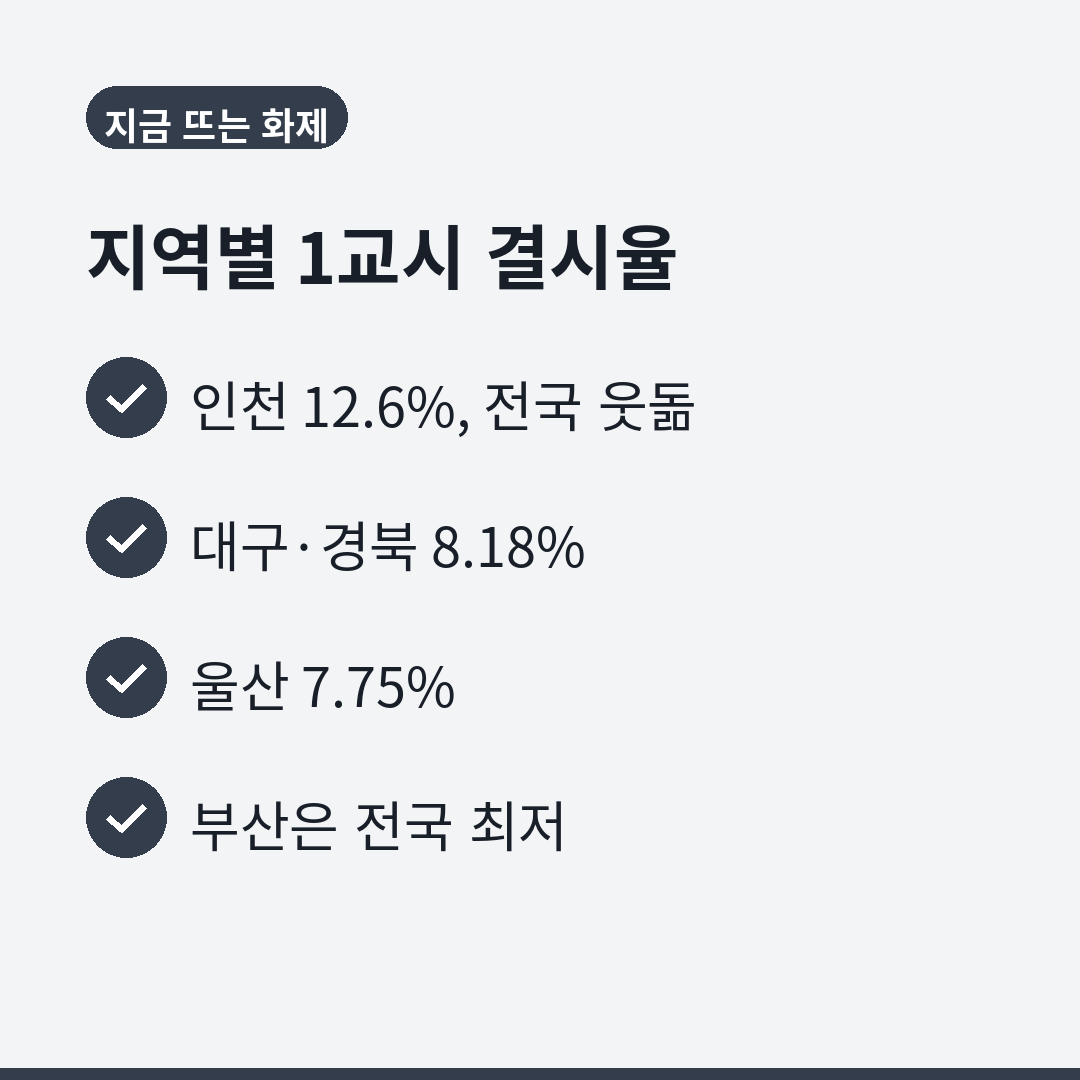 지금 뜨는 화제
지역별 1교시 결시율
인천 12.6%, 전국 웃돎
대구·경북 8.18%
울산 7.75%
부산은 전국 최저